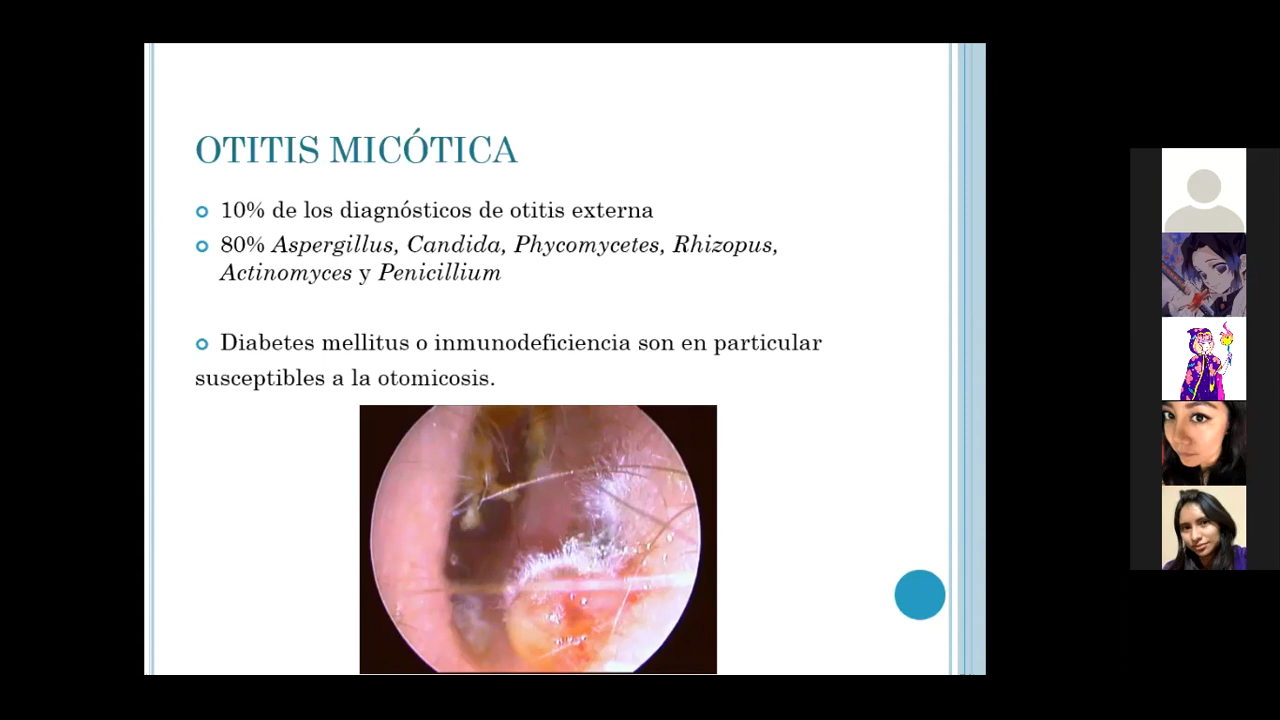 OTITIS MICÓTICA
10% de los diagnósticos de otitis externa
80% Aspergillus, Candida, Phycomycetes, Rhizopus,
Actinomyces y Penicillium
Diabetes mellitus o inmunodeficiencia son en particular
susceptibles a la otomicosis.